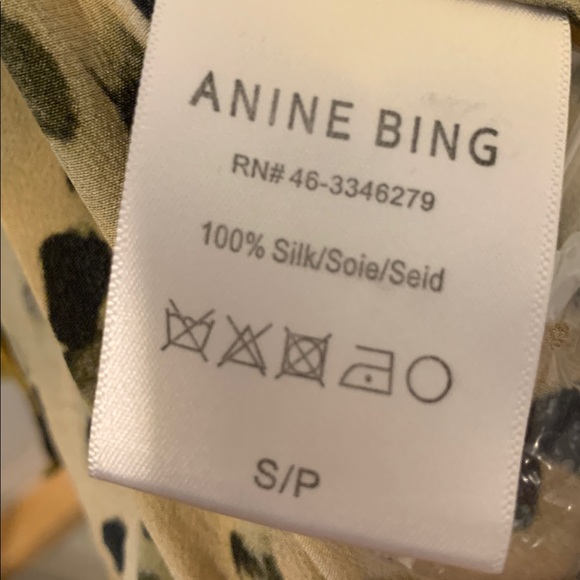 ANINE BING
RN# 46-3346279
100% Silk/Soie/Seid
S/P